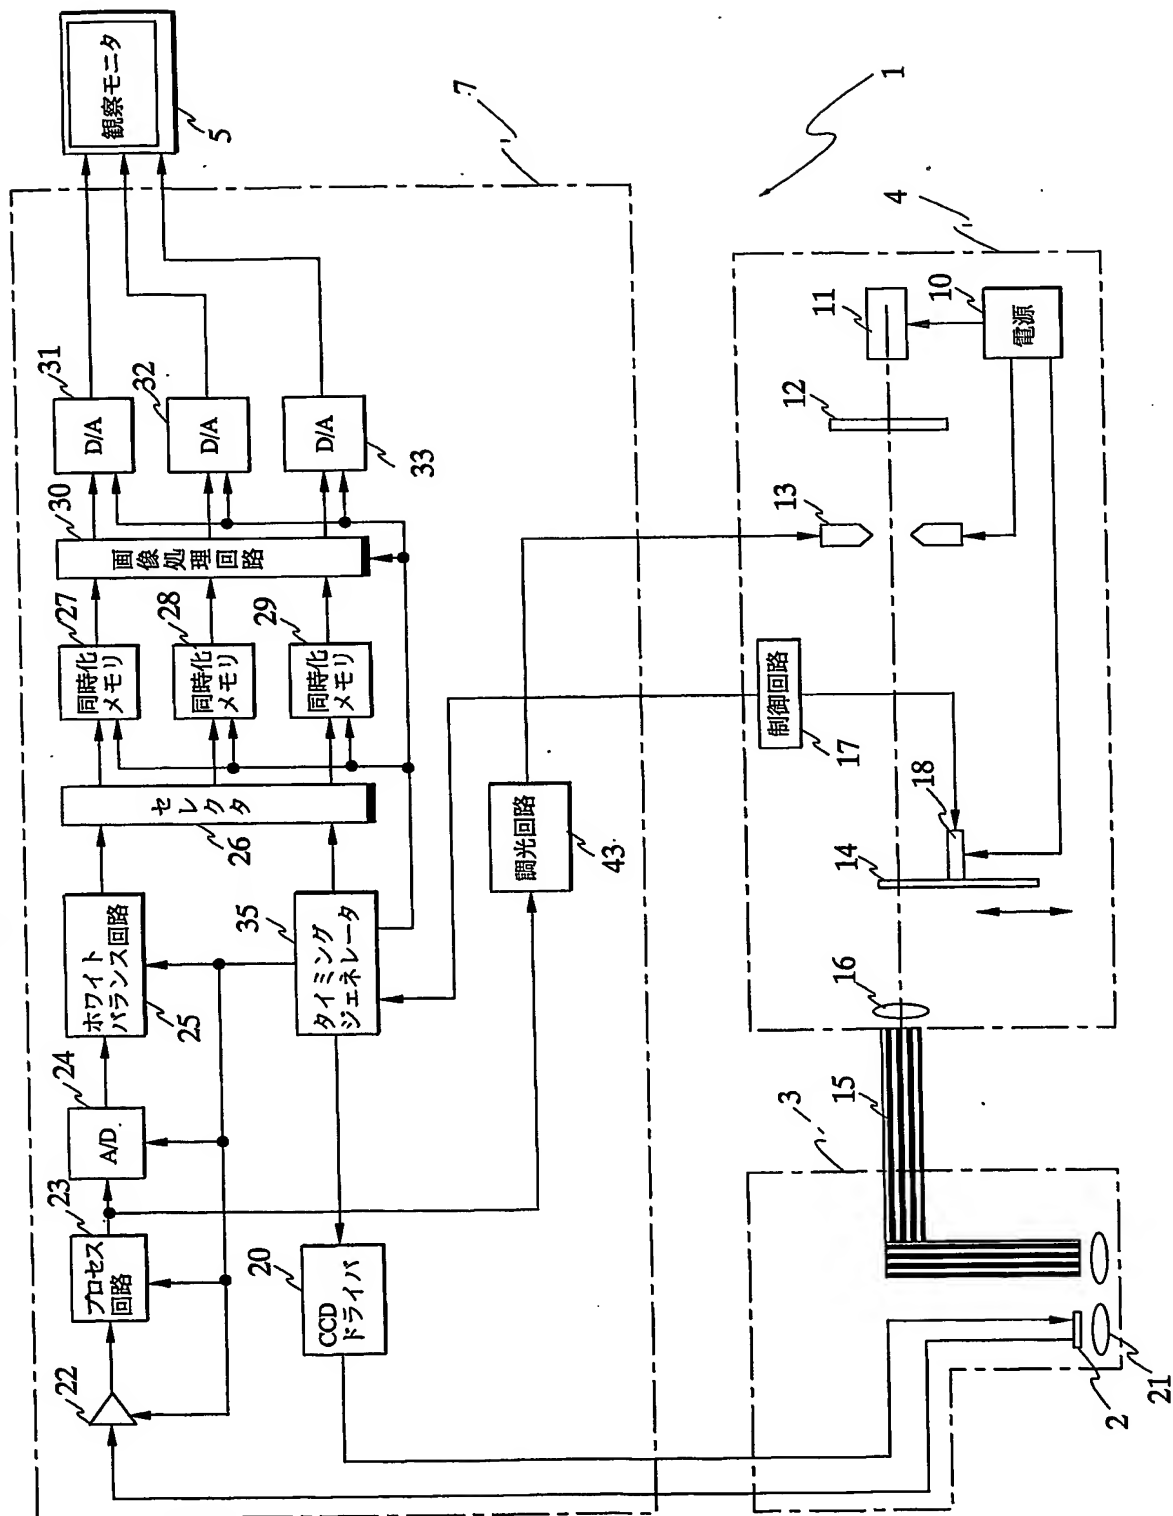 観察モニタ
5
7
1
31
D/A
32
D/A
D/A
33
30
画像処理回路
27
同時化
メモリ
28
同時化
メモリ
29
同時化
メモリ
セレクタ
26
ホワイト
バランス回路
25
35
タイミング
ジェネレータ
24
A/D
23
プロセス
回路
22
20
CCD
ドライバ
調光回路
43
4
11
10
電源
12
13
制御回路
17
18
14
16
15
3
2
21